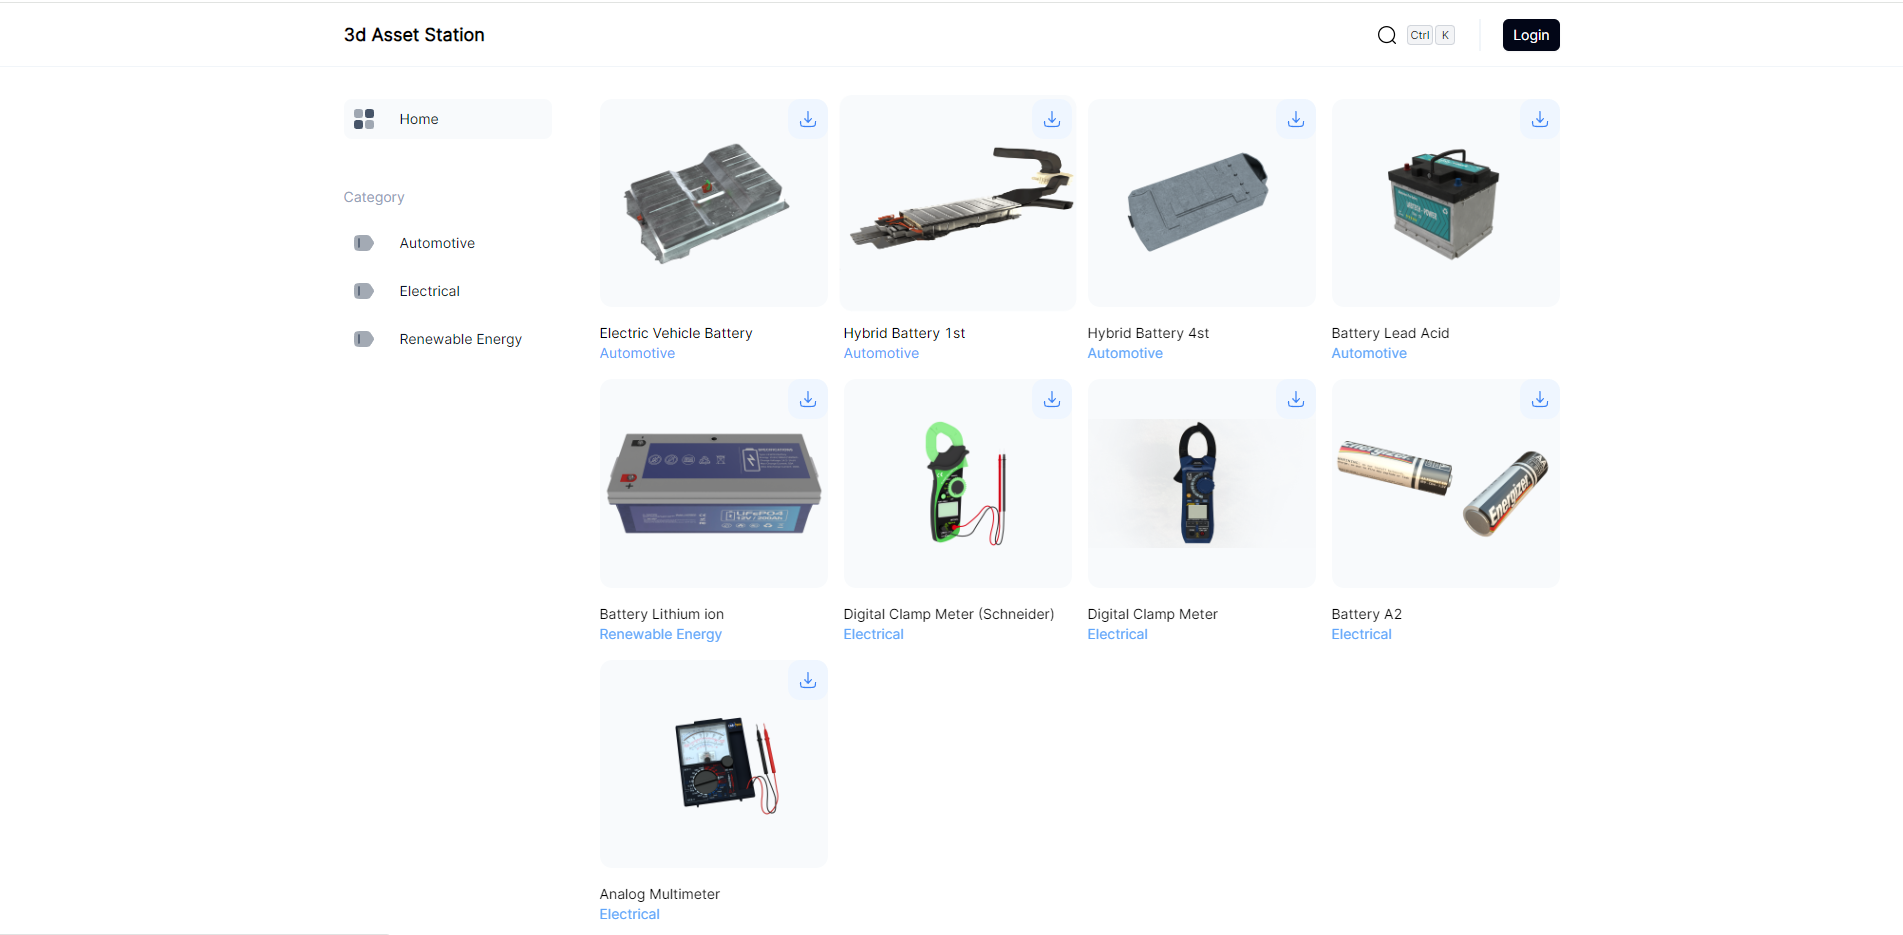 3d Asset Station
Ctrl K
Login
Home
Category
Automotive
Electrical
Renewable Energy
Electric Vehicle Battery
Automotive
Hybrid Battery 1st
Automotive
Hybrid Battery 4st
Automotive
Battery Lead Acid
Automotive
Battery Lithium ion
Renewable Energy
Digital Clamp Meter (Schneider)
Electrical
Digital Clamp Meter
Electrical
Battery A2
Electrical
Energizer
Energizer
Analog Multimeter
Electrical